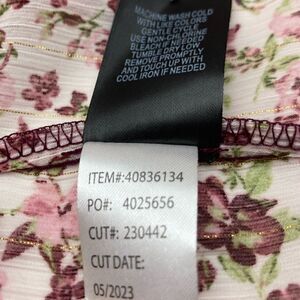 MACHINE WASH COLD
WITH LIKE COLORS
GENTLE CYCLE
USE NON-CHLORINE
BLEACH IF NEEDED
TUMBLE DRY LOW
REMOVE PROMPTLY
AND TOUCH UP WITH
COOL IRON IF NEEDED
ITEM#:40836134
PO#: 4025656
CUT#: 230442
CUT DATE:
05/2023